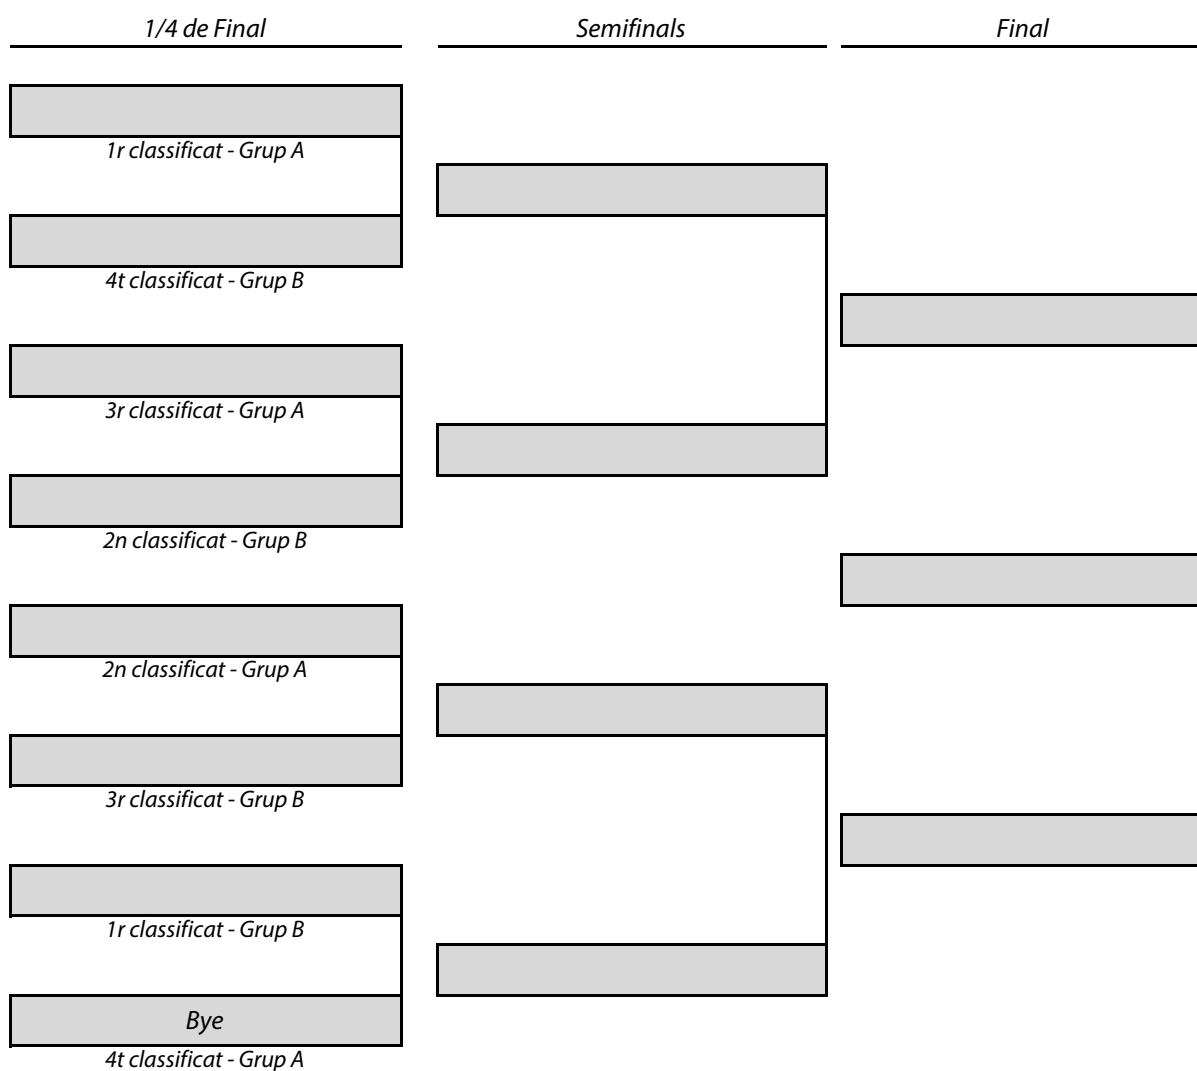 1/4 de Final
Semifinals
Final
1r classificat - Grup A
4t classificat - Grup B
3r classificat - Grup A
2n classificat - Grup B
2n classificat - Grup A
3r classificat - Grup B
1r classificat - Grup B
Bye
4t classificat - Grup A